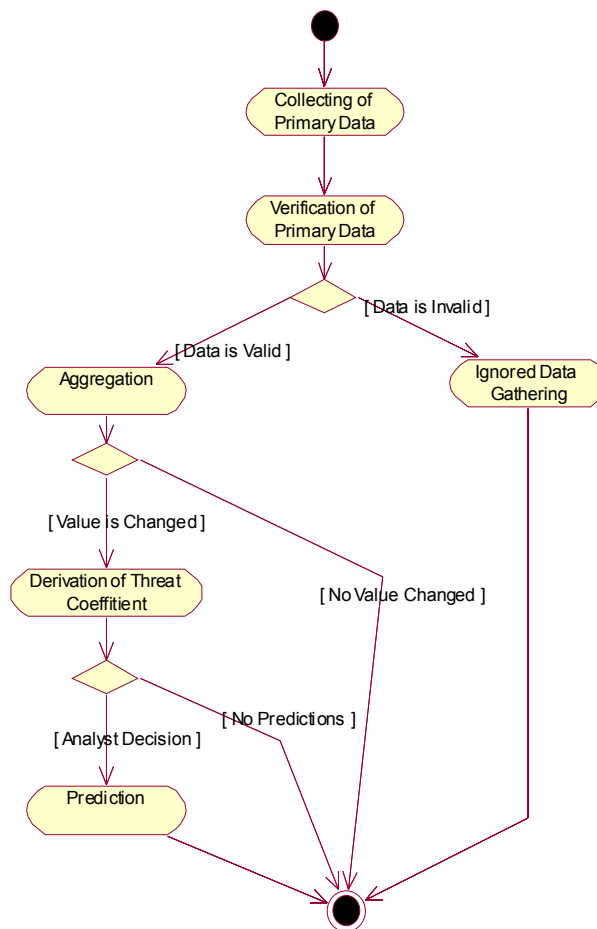 Collecting of
Primary Data
Verification of
Primary Data
[ Data is Invalid ]
[ Data is Valid ]
Aggregation
Ignored Data
Gathering
[ Value is Changed ]
Derivation of Threat
Coeffitient
[ No Value Changed ]
[ No Predictions ]
[ Analyst Decision ]
Prediction